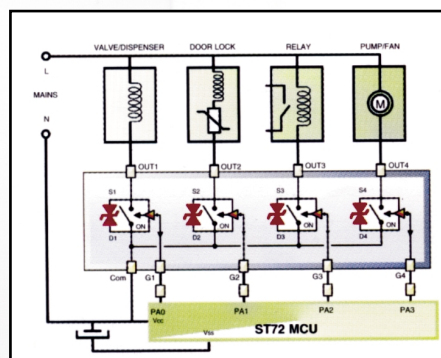 VALVE/DISPENSER DOOR LOCK RELAY PUMP/FAN
L
MAINS
N
M
OUT1 OUT2 OUT3 OUT4
S1 S2 S3 S4
ON ON ON ON
D1 D2 D3 D4
Com G1 G2 G3 G4
PA0 PA1 PA2 PA3
Vcc
Vss
ST72 MCU